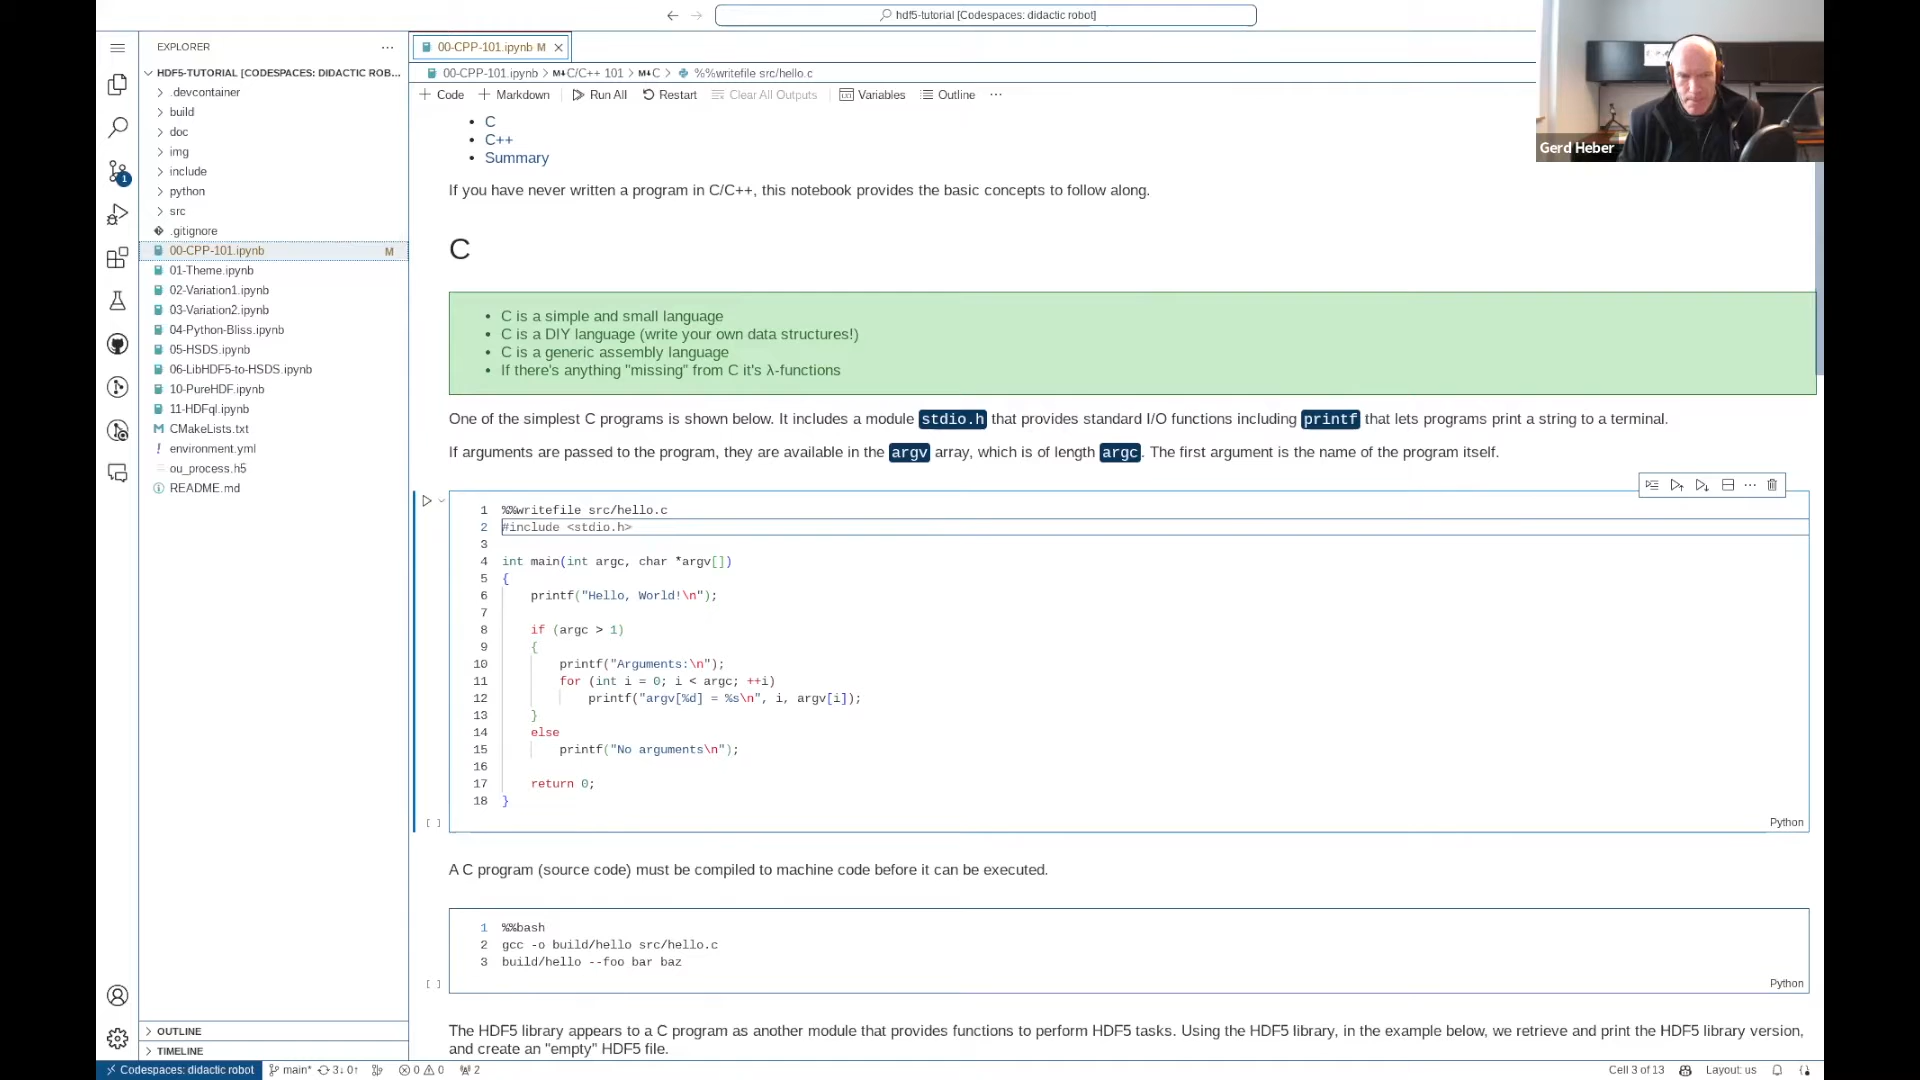 hdf5-tutorial [Codespaces: didactic robot]
EXPLORER
HDF5-TUTORIAL [CODESPACES: DIDACTIC ROB...
.devcontainer
build
doc
img
include
python
src
.gitignore
00-CPP-101.ipynb M
01-Theme.ipynb
02-Variation1.ipynb
03-Variation2.ipynb
04-Python-Bliss.ipynb
05-HSDS.ipynb
06-LibHDF5-to-HSDS.ipynb
10-PureHDF.ipynb
11-HDFql.ipynb
CMakeLists.txt
environment.yml
ou_process.h5
README.md
OUTLINE
TIMELINE
1
00-CPP-101.ipynb M
00-CPP-101.ipynb > C/C++ 101 > C > %%writefile src/hello.c
Code Markdown Run All Restart Clear All Outputs Variables Outline
Gerd Heber
C
C++
Summary
If you have never written a program in C/C++, this notebook provides the basic concepts to follow along.
C
C is a simple and small language
C is a DIY language (write your own data structures!)
C is a generic assembly language
If there's anything "missing" from C it's λ-functions
One of the simplest C programs is shown below. It includes a module stdio.h that provides standard I/O functions including printf that lets programs print a string to a terminal.
If arguments are passed to the program, they are available in the argv array, which is of length argc. The first argument is the name of the program itself.
1 %%writefile src/hello.c
2 #include <stdio.h>
3
4 int main(int argc, char *argv[])
5 {
6 printf("Hello, World!\n");
7
8 if (argc > 1)
9 {
10 printf("Arguments:\n");
11 for (int i = 0; i < argc; ++i)
12 printf("argv[%d] = %s\n", i, argv[i]);
13 }
14 else
15 printf("No arguments\n");
16
17 return 0;
18 }
[ ] Python
A C program (source code) must be compiled to machine code before it can be executed.
1 %%bash
2 gcc -o build/hello src/hello.c
3 build/hello --foo bar baz
[ ] Python
The HDF5 library appears to a C program as another module that provides functions to perform HDF5 tasks. Using the HDF5 library, in the example below, we retrieve and print the HDF5 library version,
and create an "empty" HDF5 file.
Codespaces: didactic robot main* 3↓ 0↑ 0 0 2 Cell 3 of 13 Layout: us